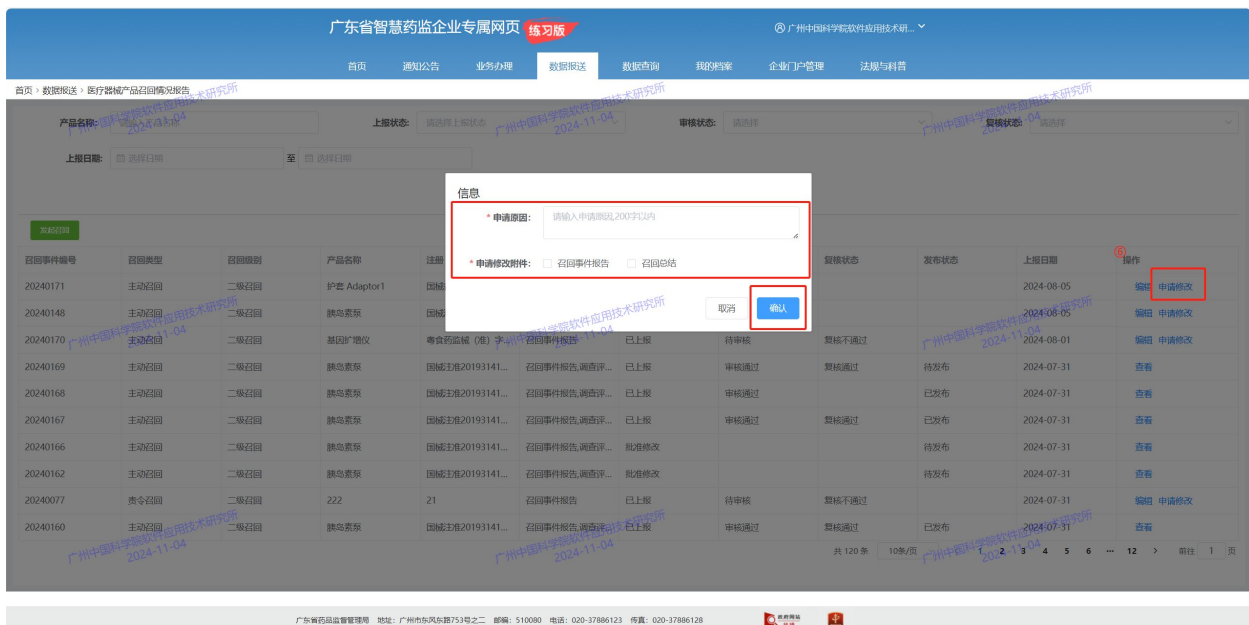 广东省智慧药监企业专属网页 练习版
广州中国科学院软件应用技术研...
首页 通知公告 业务办理 数据报送 数据查询 我的档案 企业门户管理 法规与科普
首页 > 数据报送 > 医疗器械产品召回情况报告
产品名称: 上报状态: 请选择上报状态 审核状态: 请选择 复核状态: 请选择
上报日期: 选择日期 至 选择日期
信息
* 申请原因: 请输入申请原因,200字以内
* 申请修改附件: 召回事件报告 召回总结
取消 确认
发起召回
召回事件编号 召回类型 召回级别 产品名称 注册 复核状态 发布状态 上报日期 ⑥操作
20240171 主动召回 二级召回 护套 Adaptor1 国械 2024-08-05 编辑 申请修改
20240148 主动召回 二级召回 胰岛素泵 国械 2024-08-05 编辑 申请修改
20240170 主动召回 二级召回 基因扩增仪 粤食药监械（准）字... 召回事件报告 已上报 待审核 复核不通过 2024-08-01 编辑 申请修改
20240169 主动召回 二级召回 胰岛素泵 国械注准20193141... 召回事件报告,调查评... 已上报 审核通过 复核通过 待发布 2024-07-31 查看
20240168 主动召回 二级召回 胰岛素泵 国械注准20193141... 召回事件报告,调查评... 已上报 审核通过 已发布 2024-07-31 查看
20240167 主动召回 二级召回 胰岛素泵 国械注准20193141... 召回事件报告,调查评... 已上报 审核通过 复核通过 已发布 2024-07-31 查看
20240166 主动召回 二级召回 胰岛素泵 国械注准20193141... 召回事件报告,调查评... 批准修改 待发布 2024-07-31 查看
20240162 主动召回 二级召回 胰岛素泵 国械注准20193141... 召回事件报告,调查评... 批准修改 待发布 2024-07-31 查看
20240077 责令召回 二级召回 222 21 召回事件报告 已上报 待审核 复核不通过 2024-07-31 编辑 申请修改
20240160 主动召回 二级召回 胰岛素泵 国械注准20193141... 召回事件报告,调查评... 已上报 审核通过 复核通过 已发布 2024-07-31 查看
共 120 条 10条/页 1 2 3 4 5 6 ... 12 > 前往 1 页
广州中国科学院软件应用技术研究所
2024-11-04
广东省药品监督管理局 地址：广州市东风东路753号之二 邮编：510080 电话：020-37886123 传真：020-37886128
政府网站